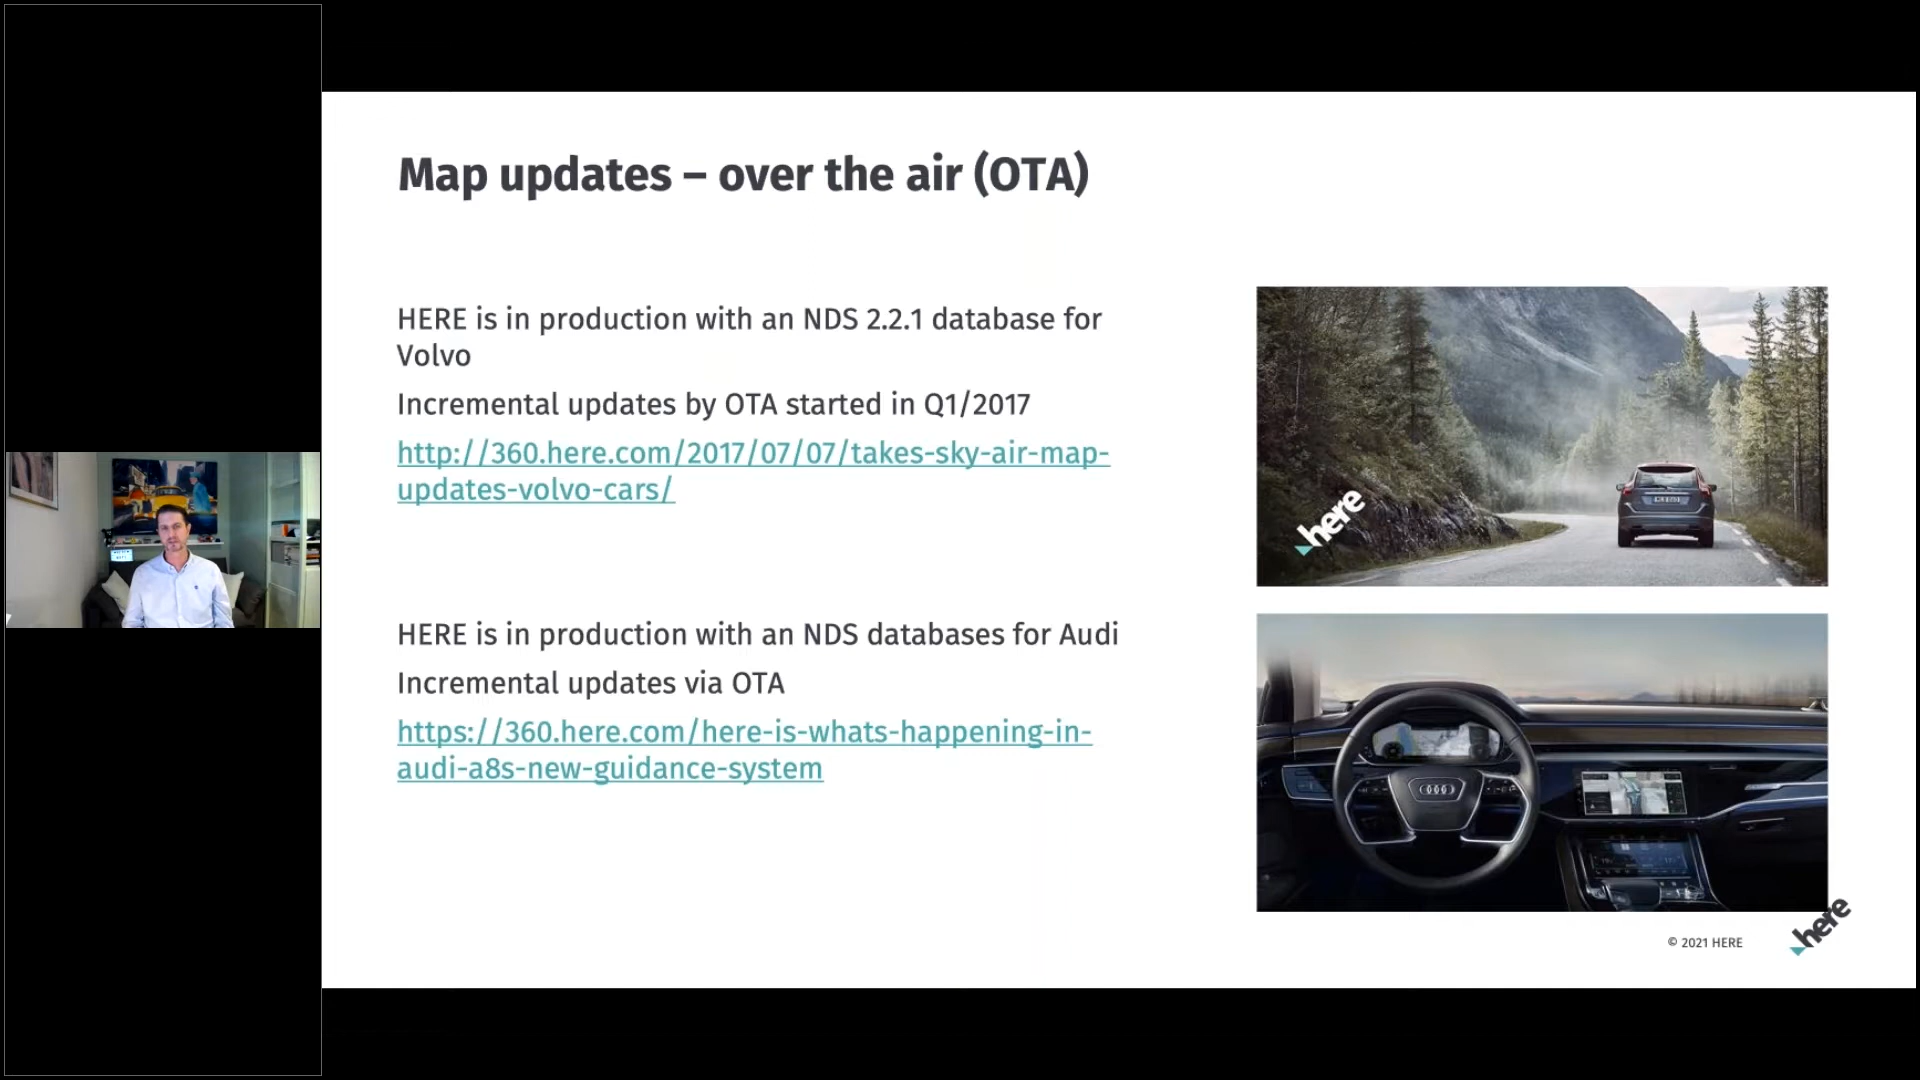 Map updates – over the air (OTA)
HERE is in production with an NDS 2.2.1 database for
Volvo
Incremental updates by OTA started in Q1/2017
http://360.here.com/2017/07/07/takes-sky-air-map-
updates-volvo-cars/
here
HERE is in production with an NDS databases for Audi
Incremental updates via OTA
https://360.here.com/here-is-whats-happening-in-
audi-a8s-new-guidance-system
© 2021 HERE
here